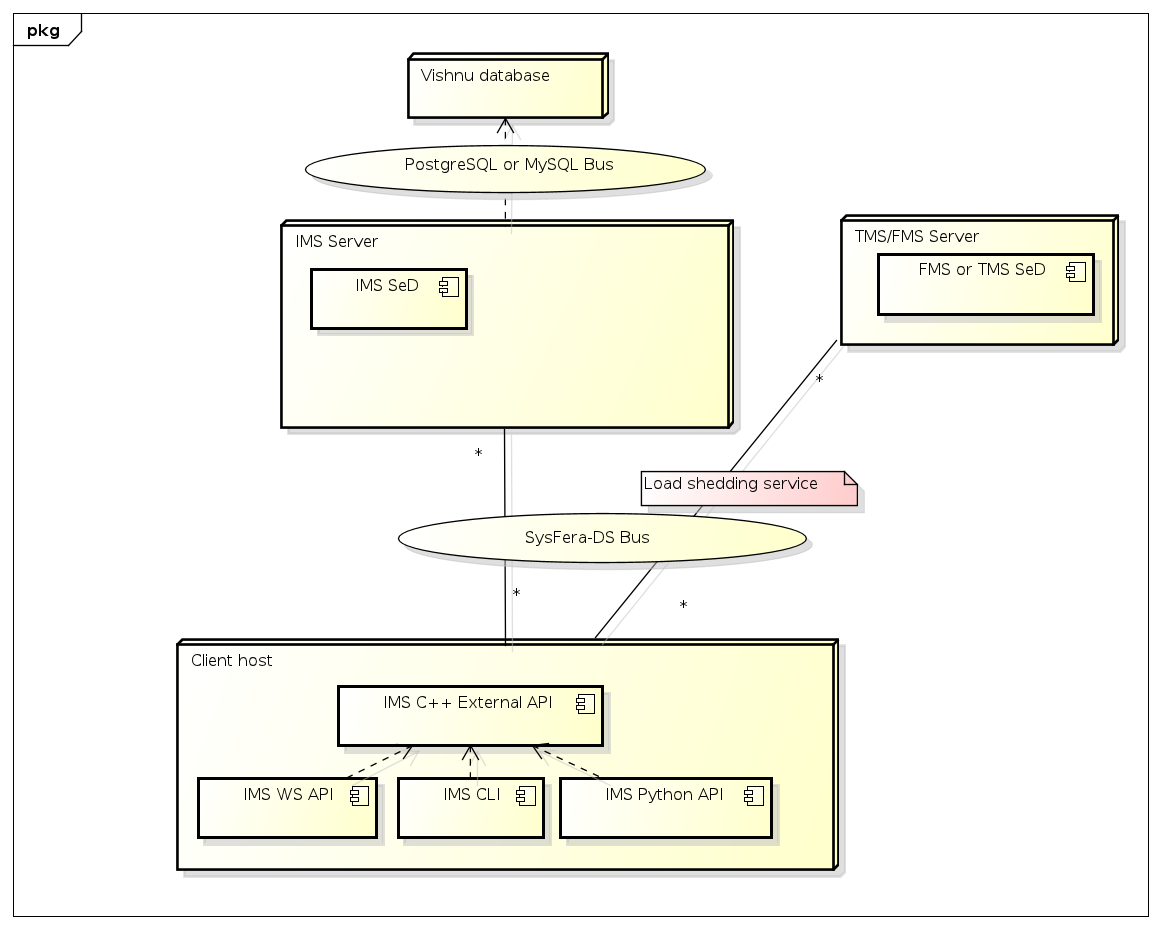 pkg
Vishnu database
PostgreSQL or MySQL Bus
IMS Server
IMS SeD
TMS/FMS Server
FMS or TMS SeD
*
*
Load shedding service
SysFera-DS Bus
*
*
Client host
IMS C++ External API
IMS WS API
IMS CLI
IMS Python API